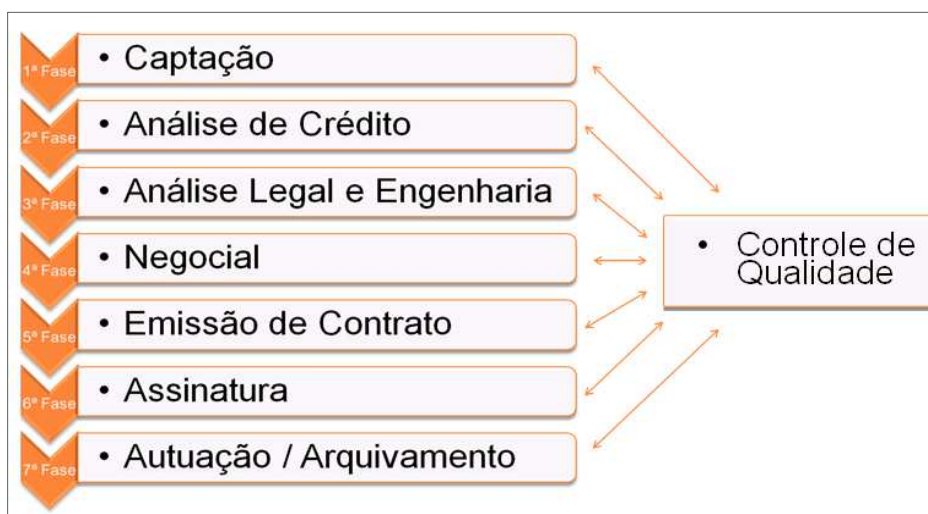 1ª Fase
• Captação
2ª Fase
• Análise de Crédito
3ª Fase
• Análise Legal e Engenharia
4ª Fase
• Negocial
5ª Fase
• Emissão de Contrato
6ª Fase
• Assinatura
7ª Fase
• Autuação / Arquivamento
• Controle de
Qualidade